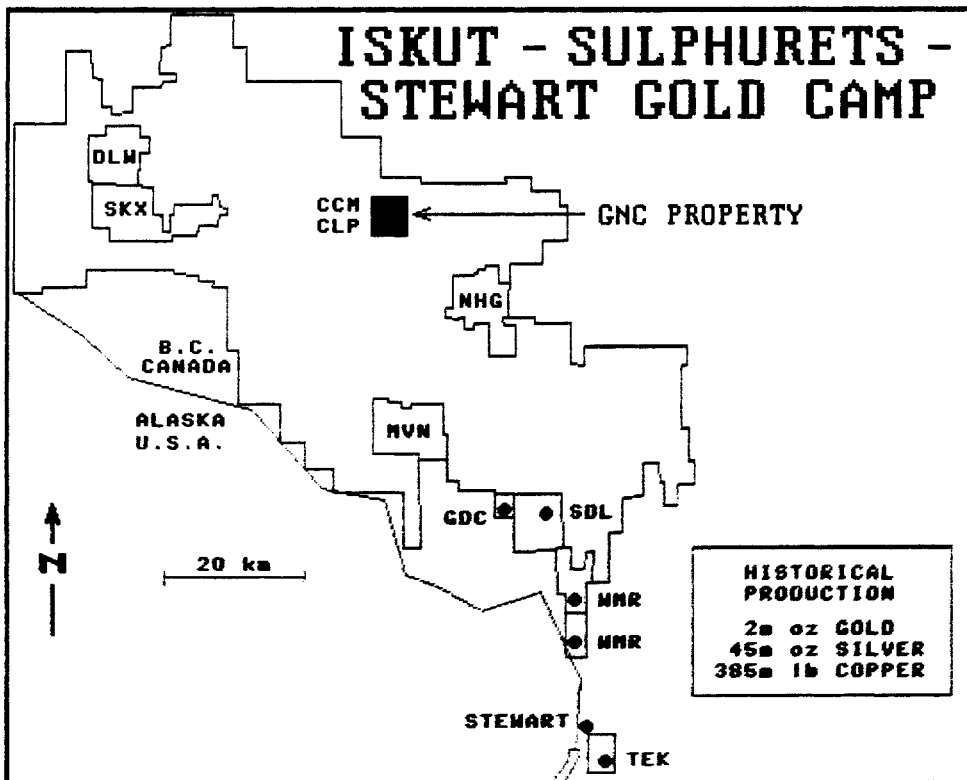 ISKUT - SULPHURETS -
STEWART GOLD CAMP
DLW
SKX
CCM
CLP
GNC PROPERTY
NHG
B.C.
CANADA
ALASKA
U.S.A.
MVN
GDC
SDL
N
20 km
WMR
WMR
HISTORICAL
PRODUCTION
2m oz GOLD
45m oz SILVER
385m lb COPPER
STEWART
TEK